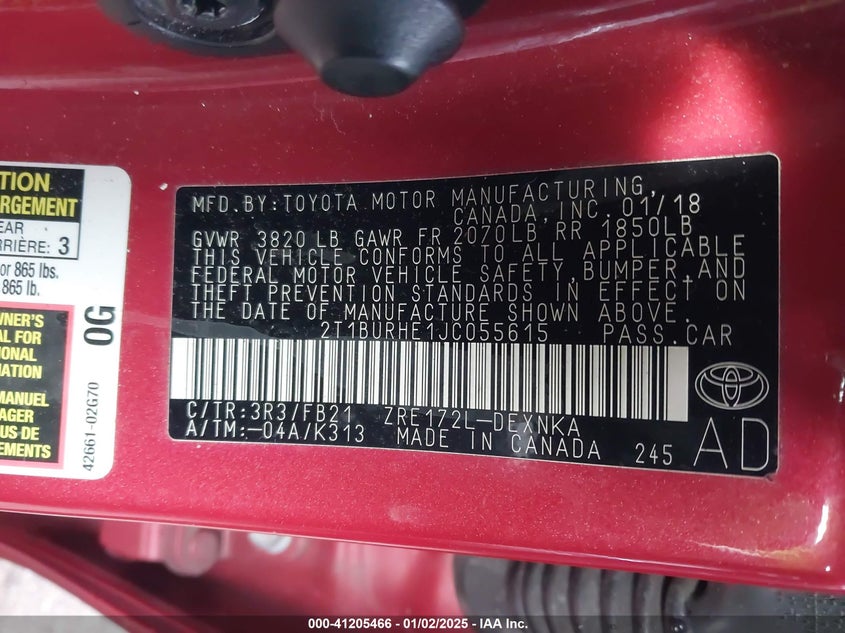 TION
RGEMENT
EAR
RRIÈRE: 3
or 865 lbs.
865 lb.
WNER'S
AL FOR
IONAL
MATION
MANUEL
AGER
US DE
MENTS
0G
42661-02G70
MFD. BY: TOYOTA MOTOR MANUFACTURING,
CANADA, INC. 01/18
GVWR 3820 LB GAWR FR 2070LB RR 1850LB
THIS VEHICLE CONFORMS TO ALL APPLICABLE
FEDERAL MOTOR VEHICLE SAFETY, BUMPER, AND
THEFT PREVENTION STANDARDS IN EFFECT ON
THE DATE OF MANUFACTURE SHOWN ABOVE.
2T1BURHE1JC055615 PASS.CAR
C/TR:3R3/FB21 ZRE172L-DEXNKA
A/TM:-04A/K313 MADE IN CANADA 245
AD
000-41205466 - 01/02/2025 - IAA Inc.